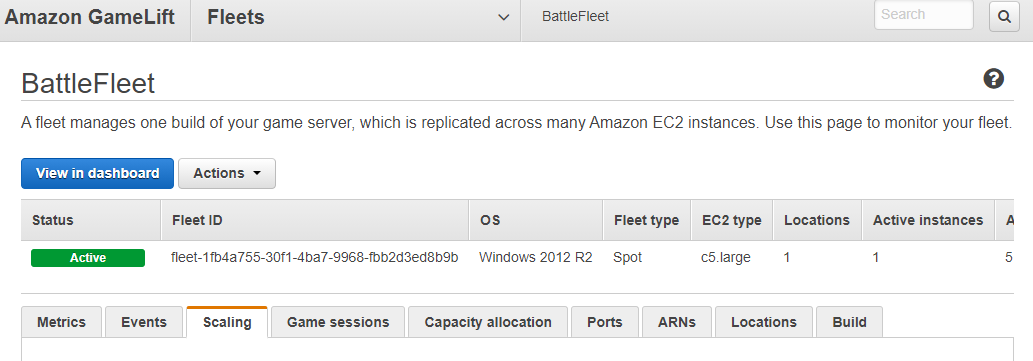 Amazon GameLift Fleets BattleFleet Search
BattleFleet
A fleet manages one build of your game server, which is replicated across many Amazon EC2 instances. Use this page to monitor your fleet.
View in dashboard Actions
Status Fleet ID OS Fleet type EC2 type Locations Active instances A
Active fleet-1fb4a755-30f1-4ba7-9968-fbb2d3ed8b9b Windows 2012 R2 Spot c5.large 1 1 5
Metrics Events Scaling Game sessions Capacity allocation Ports ARNs Locations Build